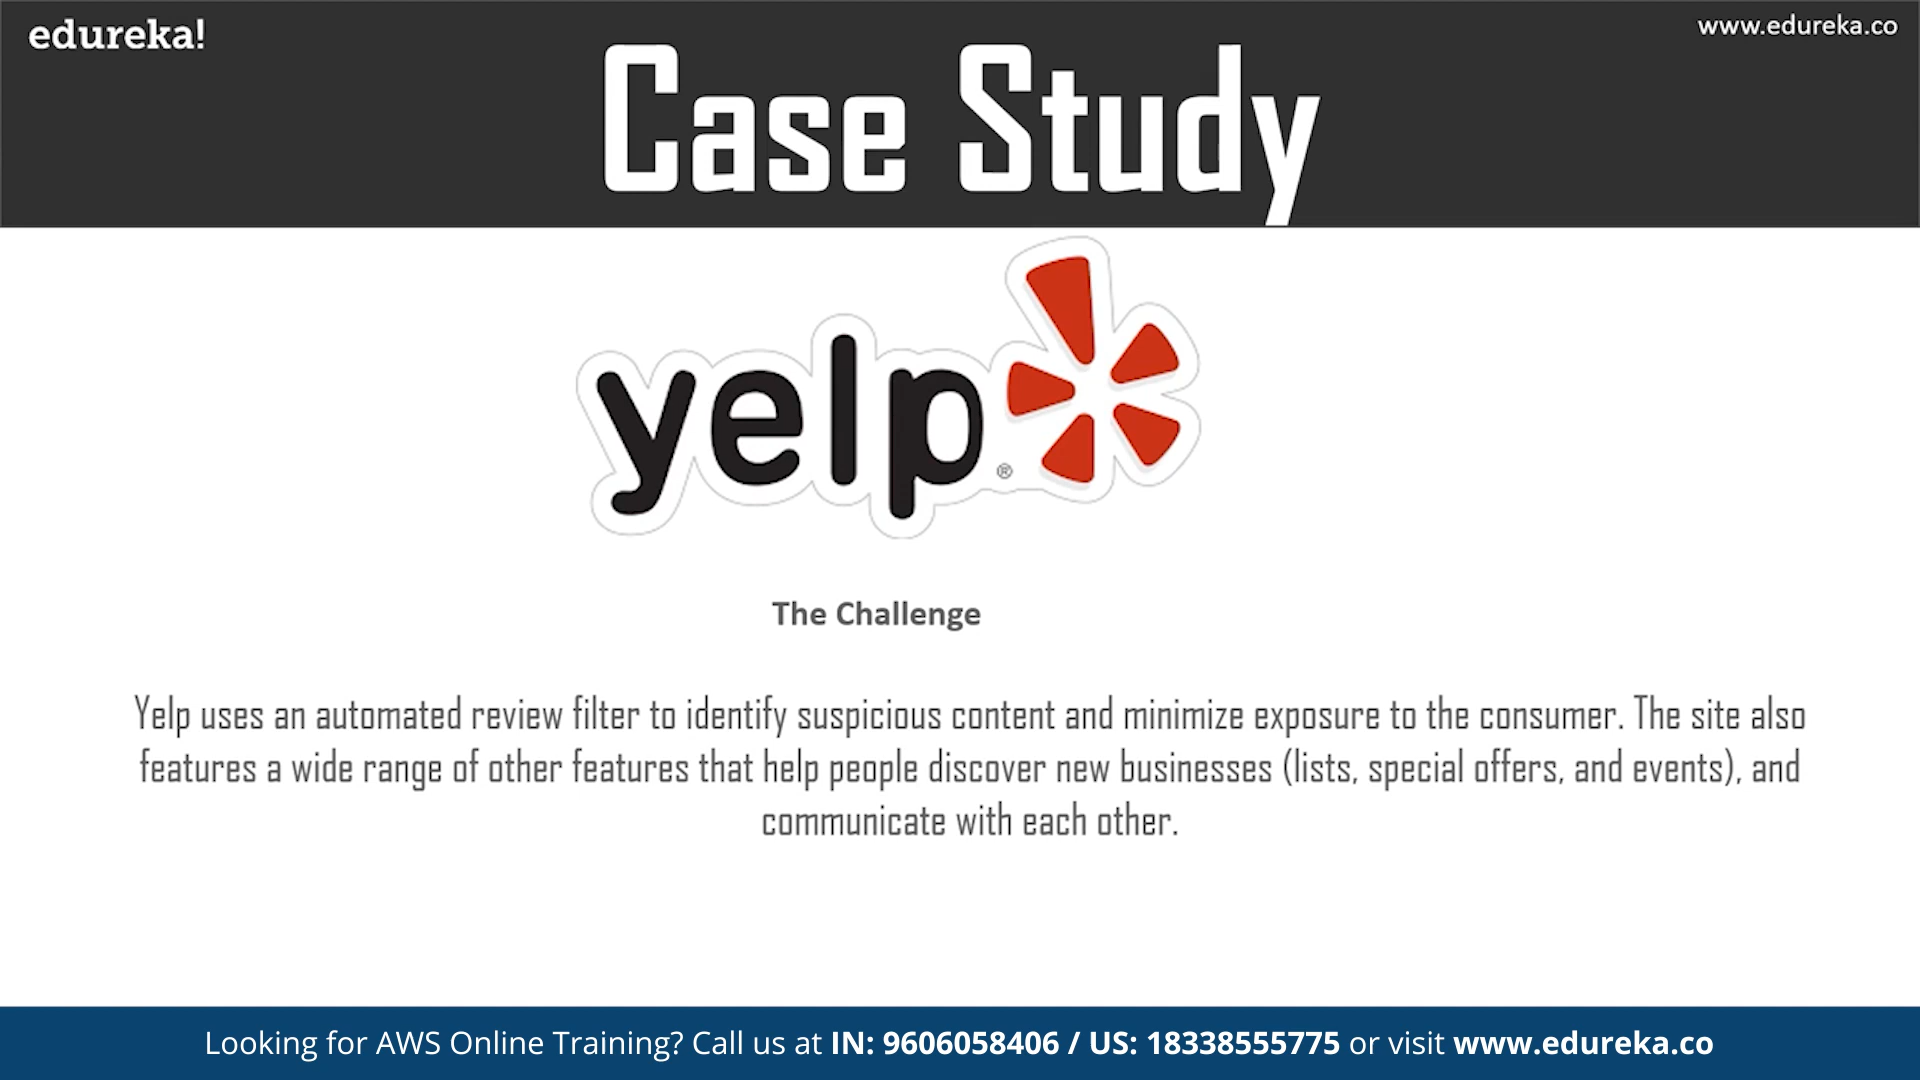 edureka!
www.edureka.co
Case Study
yelp®
The Challenge
Yelp uses an automated review filter to identify suspicious content and minimize exposure to the consumer. The site also
features a wide range of other features that help people discover new businesses (lists, special offers, and events), and
communicate with each other.
Looking for AWS Online Training? Call us at IN: 9606058406 / US: 18338555775 or visit www.edureka.co